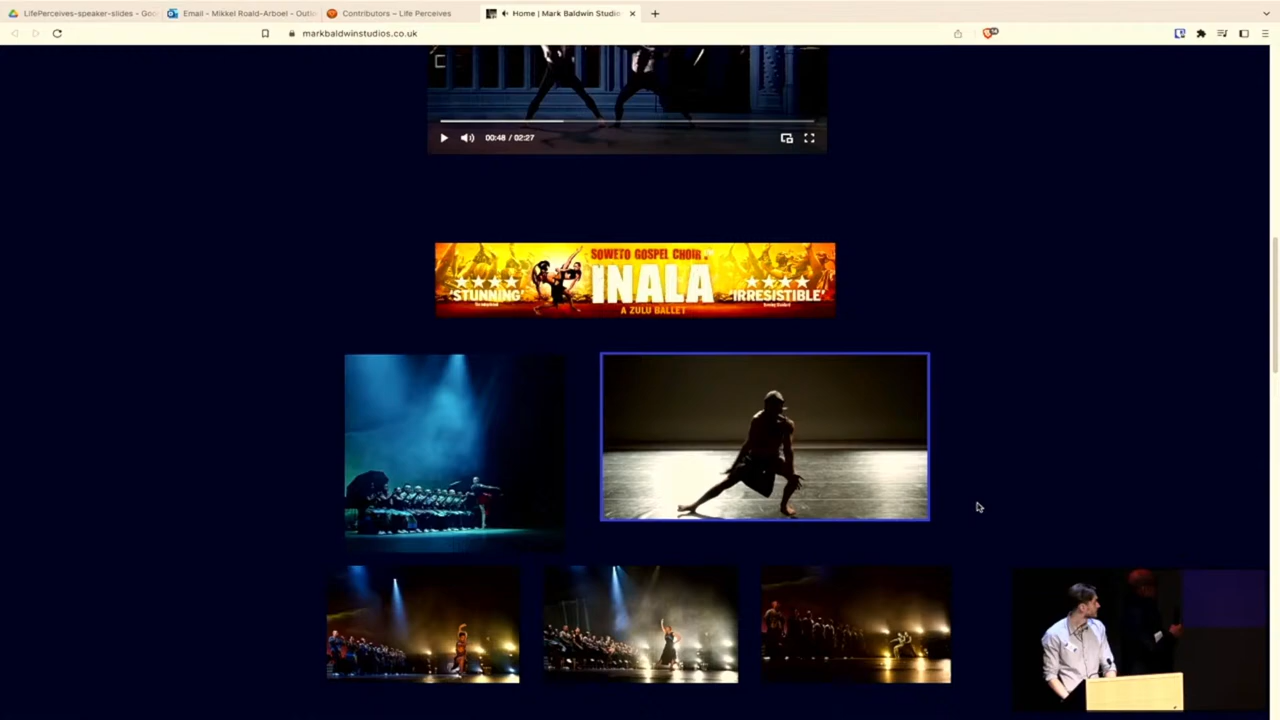 LifePerceives-speaker-slides - Goo
Email - Mikkel Roald-Arboel - Outlo
Contributors – Life Perceives
Home | Mark Baldwin Studio
markbaldwinstudios.co.uk
00:48 / 02:27
SOWETO GOSPEL CHOIR
INALA
A ZULU BALLET
★★★★
'STUNNING'
★★★★
'IRRESISTIBLE'